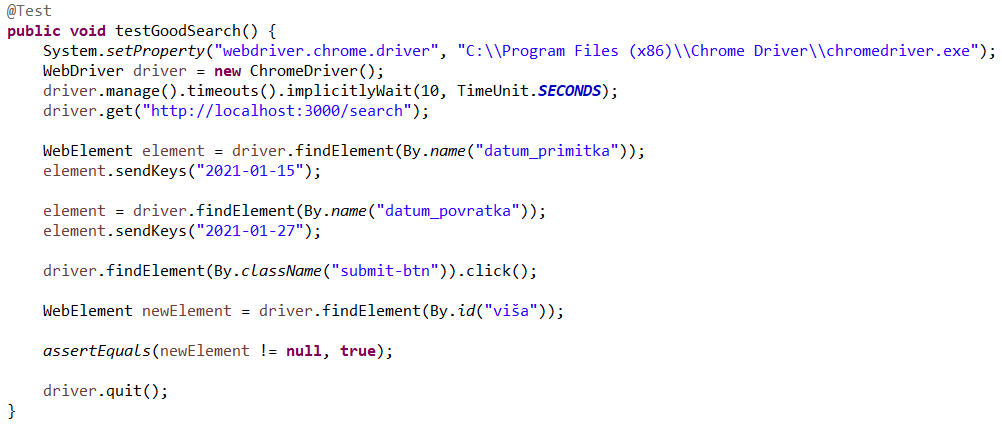 @Test
public void testGoodSearch() {
    System.setProperty("webdriver.chrome.driver", "C:\\Program Files (x86)\\Chrome Driver\\chromedriver.exe");
    WebDriver driver = new ChromeDriver();
    driver.manage().timeouts().implicitlyWait(10, TimeUnit.SECONDS);
    driver.get("http://localhost:3000/search");

    WebElement element = driver.findElement(By.name("datum_primitka"));
    element.sendKeys("2021-01-15");

    element = driver.findElement(By.name("datum_povratka"));
    element.sendKeys("2021-01-27");

    driver.findElement(By.className("submit-btn")).click();

    WebElement newElement = driver.findElement(By.id("viša"));

    assertEquals(newElement != null, true);

    driver.quit();
}